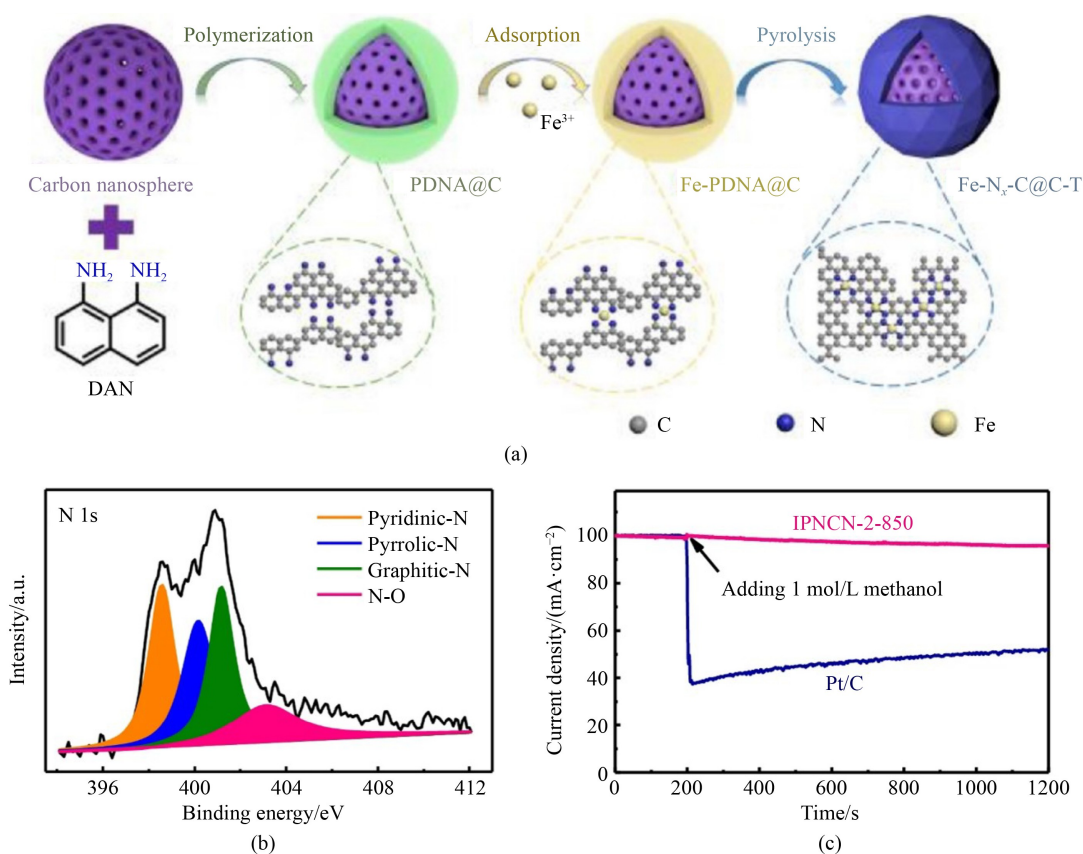 Polymerization
Adsorption
Pyrolysis
Fe³⁺
Carbon nanosphere
PDNA@C
Fe-PDNA@C
Fe-Nₓ-C@C-T
NH₂ NH₂
DAN
C
N
Fe
(a)
N 1s
Pyridinic-N
Pyrrolic-N
Graphitic-N
N-O
Intensity/a.u.
396 400 404 408 412
Binding energy/eV
(b)
100
80
60
40
20
0
IPNCN-2-850
Adding 1 mol/L methanol
Pt/C
Current density/(mA·cm⁻²)
0 200 400 600 800 1000 1200
Time/s
(c)